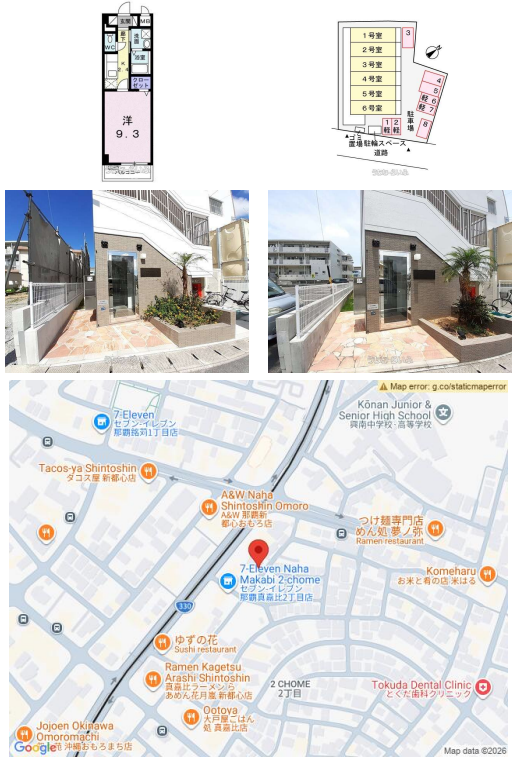 玄関
MB
廊下
洗面
WC
浴室
K
2.4
クローゼット
洋
9.3
バルコニー
1号室
2号室
3号室
4号室
5号室
6号室
3
4
5
軽 6
軽 7
8
1 2
軽 軽
駐車場
ゴミ置場
駐輪スペース
道路
Map error: g.co/staticmaperror
Kōnan Junior &
Senior High School
興南中学校・高等学校
7-Eleven
セブン-イレブン
那覇銘苅1丁目店
Tacos-ya Shintoshin
タコス屋 新都心店
A&W Naha
Shintoshin Omoro
A&W 那覇新
都心おもろ店
つけ麺専門店
めん処 夢ノ弥
Ramen restaurant
7-Eleven Naha
Makabi 2-chome
セブン-イレブン
那覇真嘉比2丁目店
Komeharu
お米と肴の店 米はる
330
ゆずの花
Sushi restaurant
Ramen Kagetsu
Arashi Shintoshin
真嘉比ラーメン ら
あめん花月嵐 新都心店
2 CHOME
2丁目
Tokuda Dental Clinic
とくだ歯科クリニック
Ootoya
大戸屋ごはん
処 真嘉比店
Jojoen Okinawa
Omoromachi
苑 沖縄おもろまち店
Google
Map data ©2026